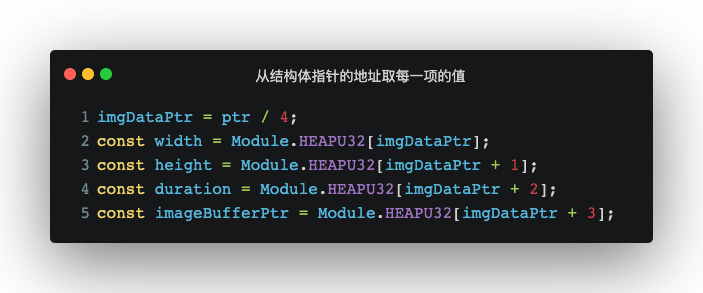 从结构体指针的地址取每一项的值
1 imgDataPtr = ptr / 4;
2 const width = Module.HEAPU32[imgDataPtr];
3 const height = Module.HEAPU32[imgDataPtr + 1];
4 const duration = Module.HEAPU32[imgDataPtr + 2];
5 const imageBufferPtr = Module.HEAPU32[imgDataPtr + 3];